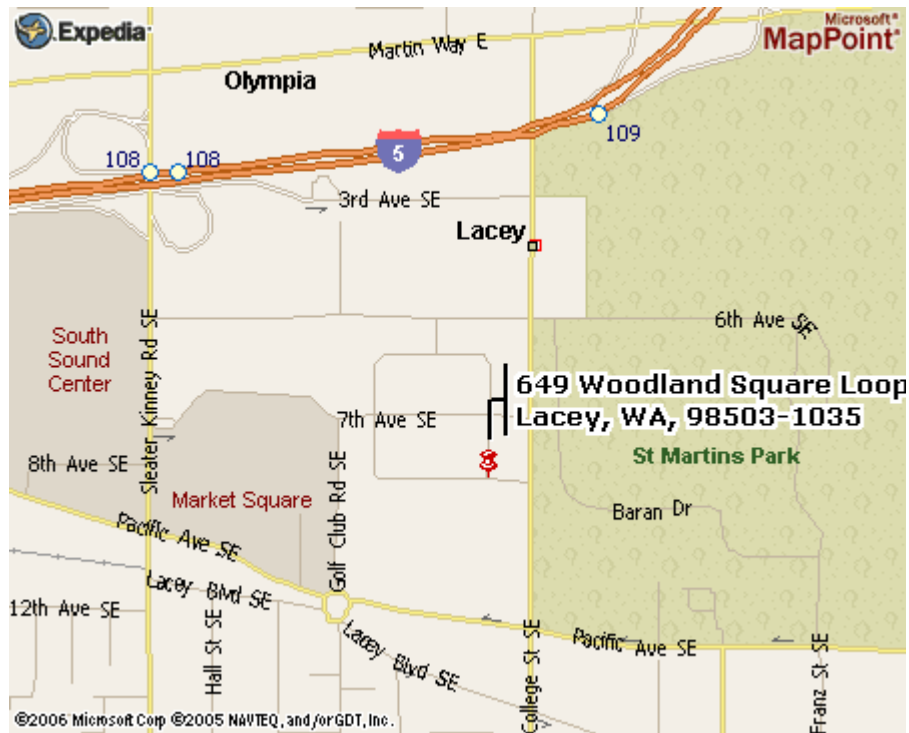 Expedia
Microsoft®
MapPoint®
Martin Way E
Olympia
109
5
108
108
3rd Ave SE
Lacey
6th Ave SE
South
Sound
Center
Sleater Kinney Rd SE
649 Woodland Square Loop
Lacey, WA, 98503-1035
7th Ave SE
St Martins Park
8th Ave SE
Market Square
Golf Club Rd SE
Baran Dr
Pacific Ave SE
Lacey Blvd SE
12th Ave SE
Hall St SE
Lacey Blvd SE
College St SE
Pacific Ave SE
Franz St SE
©2006 Microsoft Corp ©2005 NAVTEQ, and/or GDT, Inc.